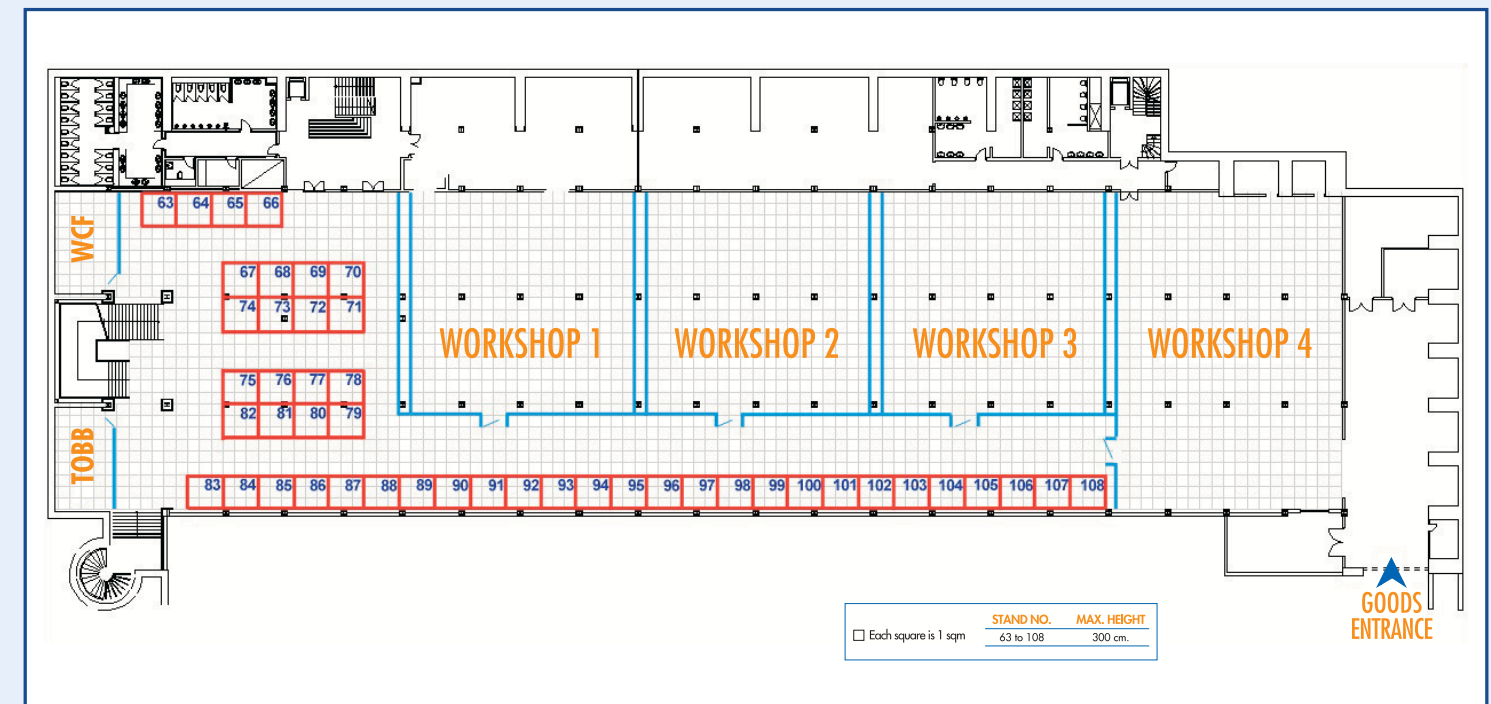 WCF
63 64 65 66
67 68 69 70
74 73 72 71
WORKSHOP 1 WORKSHOP 2 WORKSHOP 3 WORKSHOP 4
75 76 77 78
82 81 80 79
TOBB
83 84 85 86 87 88 89 90 91 92 93 94 95 96 97 98 99 100 101 102 103 104 105 106 107 108
GOODS
ENTRANCE
Each square is 1 sqm
STAND NO. MAX. HEIGHT
63 to 108 300 cm.